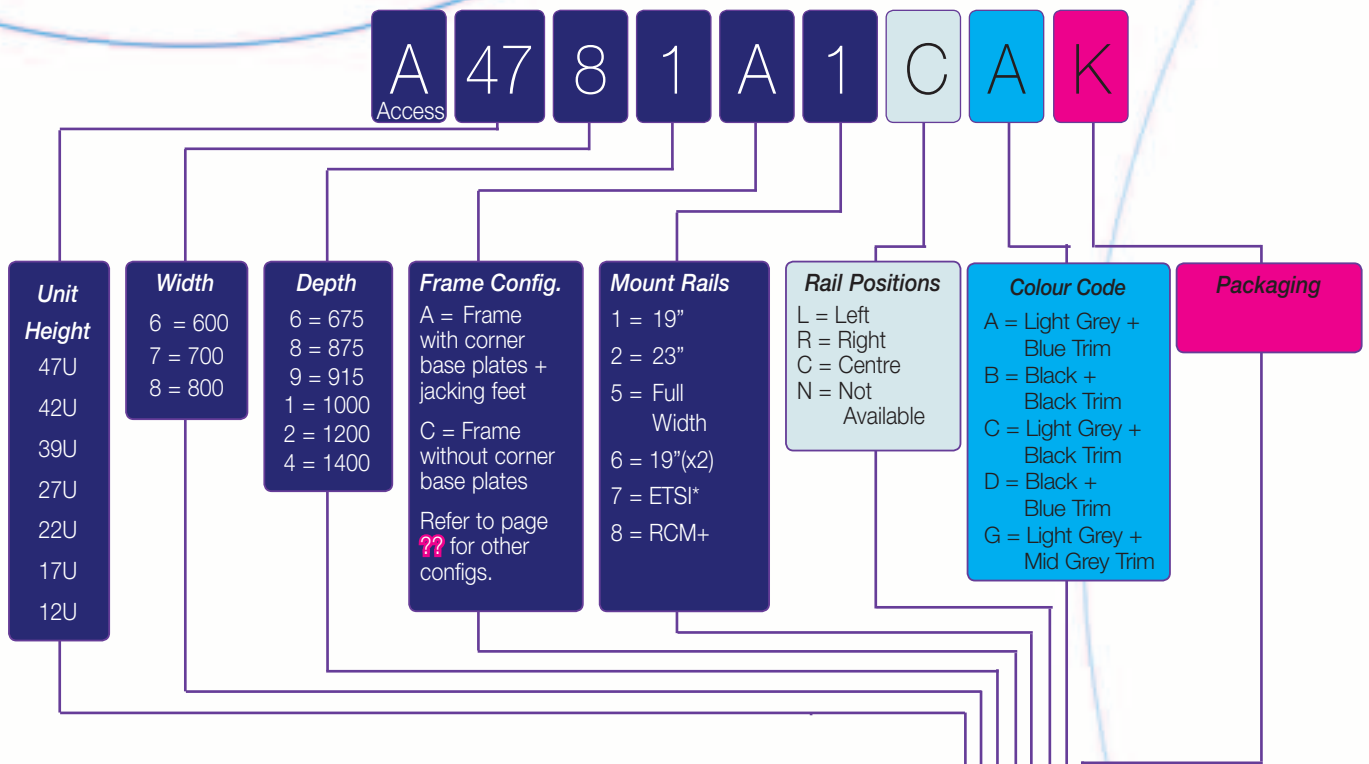 A 47 8 1 A 1 C A K
Access
Unit
Height
47U
42U
39U
27U
22U
17U
12U
Width
6 = 600
7 = 700
8 = 800
Depth
6 = 675
8 = 875
9 = 915
1 = 1000
2 = 1200
4 = 1400
Frame Config.
A = Frame
with corner
base plates +
jacking feet
C = Frame
without corner
base plates
Refer to page
?? for other
configs.
Mount Rails
1 = 19"
2 = 23"
5 = Full
Width
6 = 19"(x2)
7 = ETSI*
8 = RCM+
Rail Positions
L = Left
R = Right
C = Centre
N = Not
Available
Colour Code
A = Light Grey +
Blue Trim
B = Black +
Black Trim
C = Light Grey +
Black Trim
D = Black +
Blue Trim
G = Light Grey +
Mid Grey Trim
Packaging